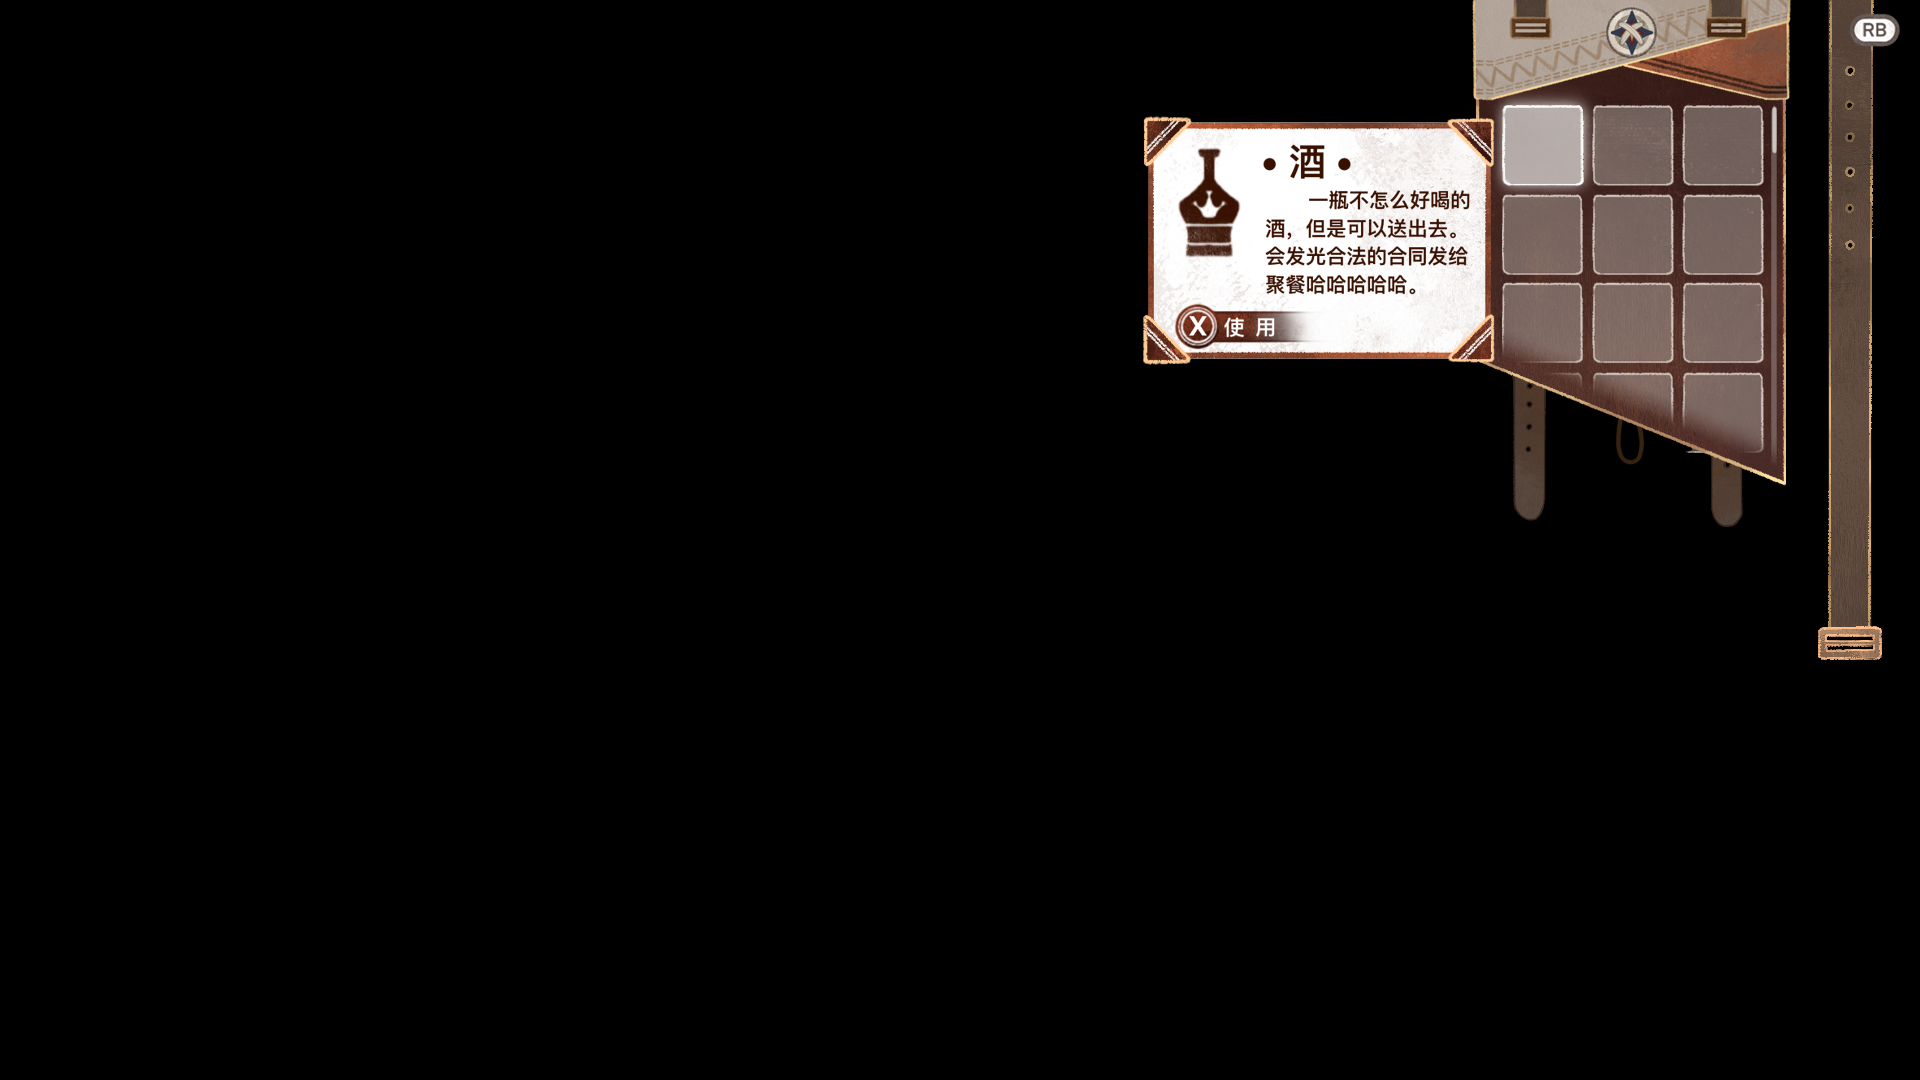 RB
• 酒 •
一瓶不怎么好喝的
酒，但是可以送出去。
会发光合法的合同发给
聚餐哈哈哈哈哈。
X 使用